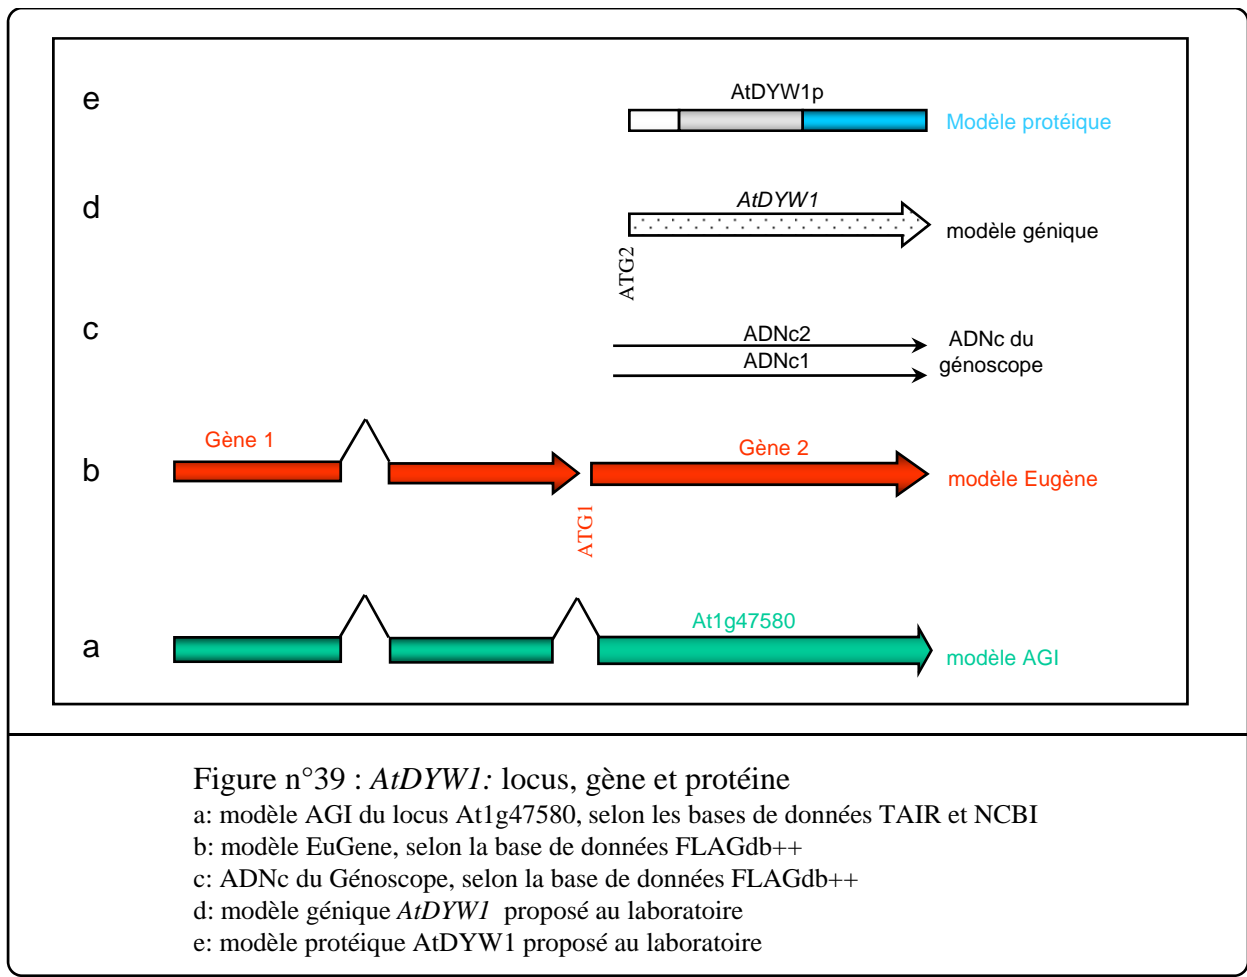 e
AtDYW1p
Modèle protéique
d
AtDYW1
modèle génique
ATG2
c
ADNc2
ADNc1
ADNc du
génoscope
Gène 1
Gène 2
b
modèle Eugène
ATG1
At1g47580
a
modèle AGI
Figure n°39 : AtDYW1: locus, gène et protéine
a: modèle AGI du locus At1g47580, selon les bases de données TAIR et NCBI
b: modèle EuGene, selon la base de données FLAGdb++
c: ADNc du Génoscope, selon la base de données FLAGdb++
d: modèle génique AtDYW1 proposé au laboratoire
e: modèle protéique AtDYW1 proposé au laboratoire